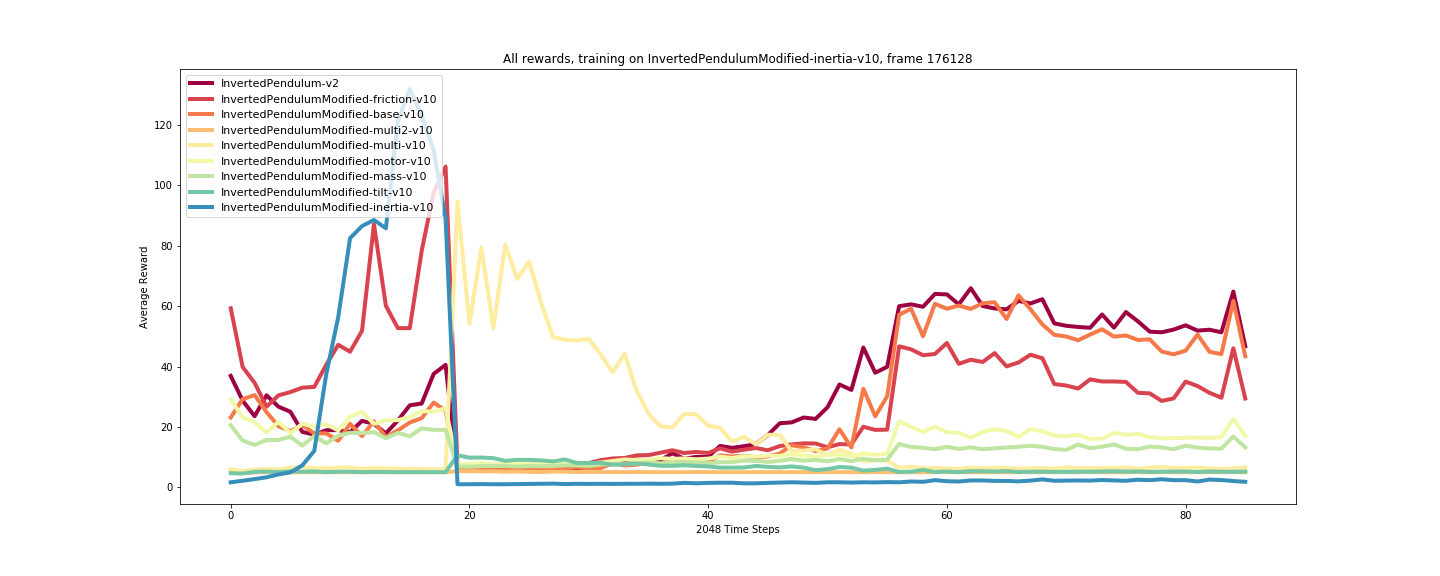 All rewards, training on InvertedPendulumModified-inertia-v10, frame 176128
InvertedPendulum-v2
InvertedPendulumModified-friction-v10
InvertedPendulumModified-base-v10
InvertedPendulumModified-multi2-v10
InvertedPendulumModified-multi-v10
InvertedPendulumModified-motor-v10
InvertedPendulumModified-mass-v10
InvertedPendulumModified-tilt-v10
InvertedPendulumModified-inertia-v10
120
100
80
60
40
20
0
Average Reward
0 20 40 60 80
2048 Time Steps